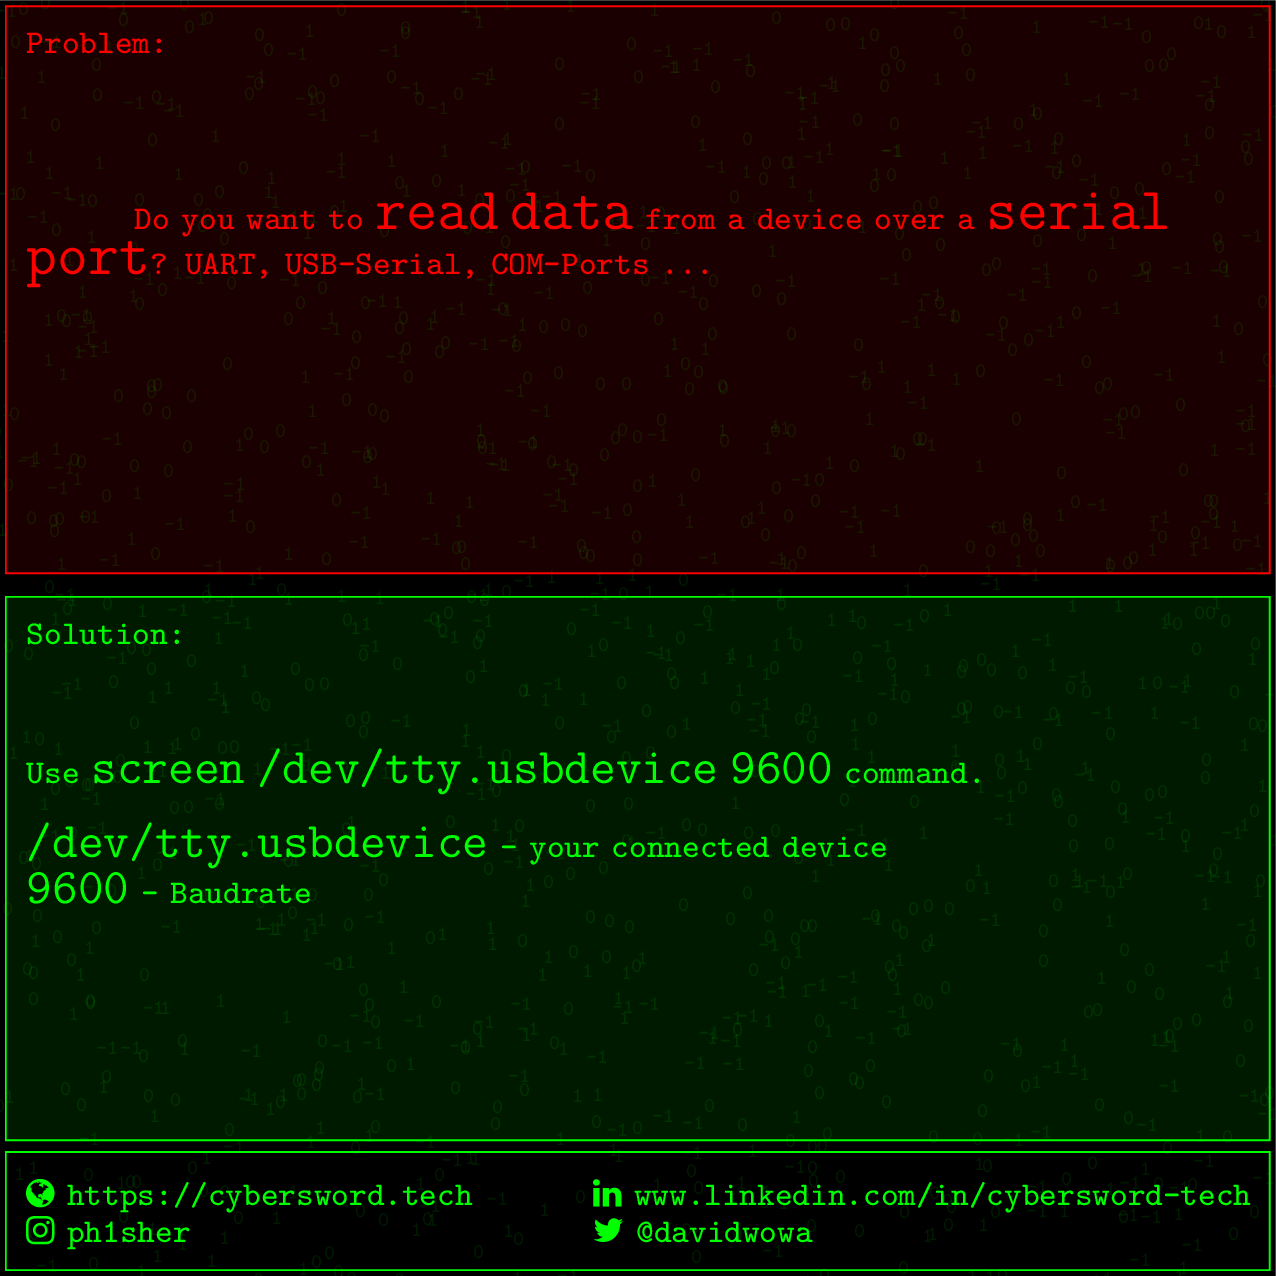 Problem:
Do you want to read data from a device over a serial
port? UART, USB-Serial, COM-Ports ...
Solution:
Use screen /dev/tty.usbdevice 9600 command.
/dev/tty.usbdevice - your connected device
9600 - Baudrate
https://cybersword.tech
www.linkedin.com/in/cybersword-tech
ph1sher
@davidwowa